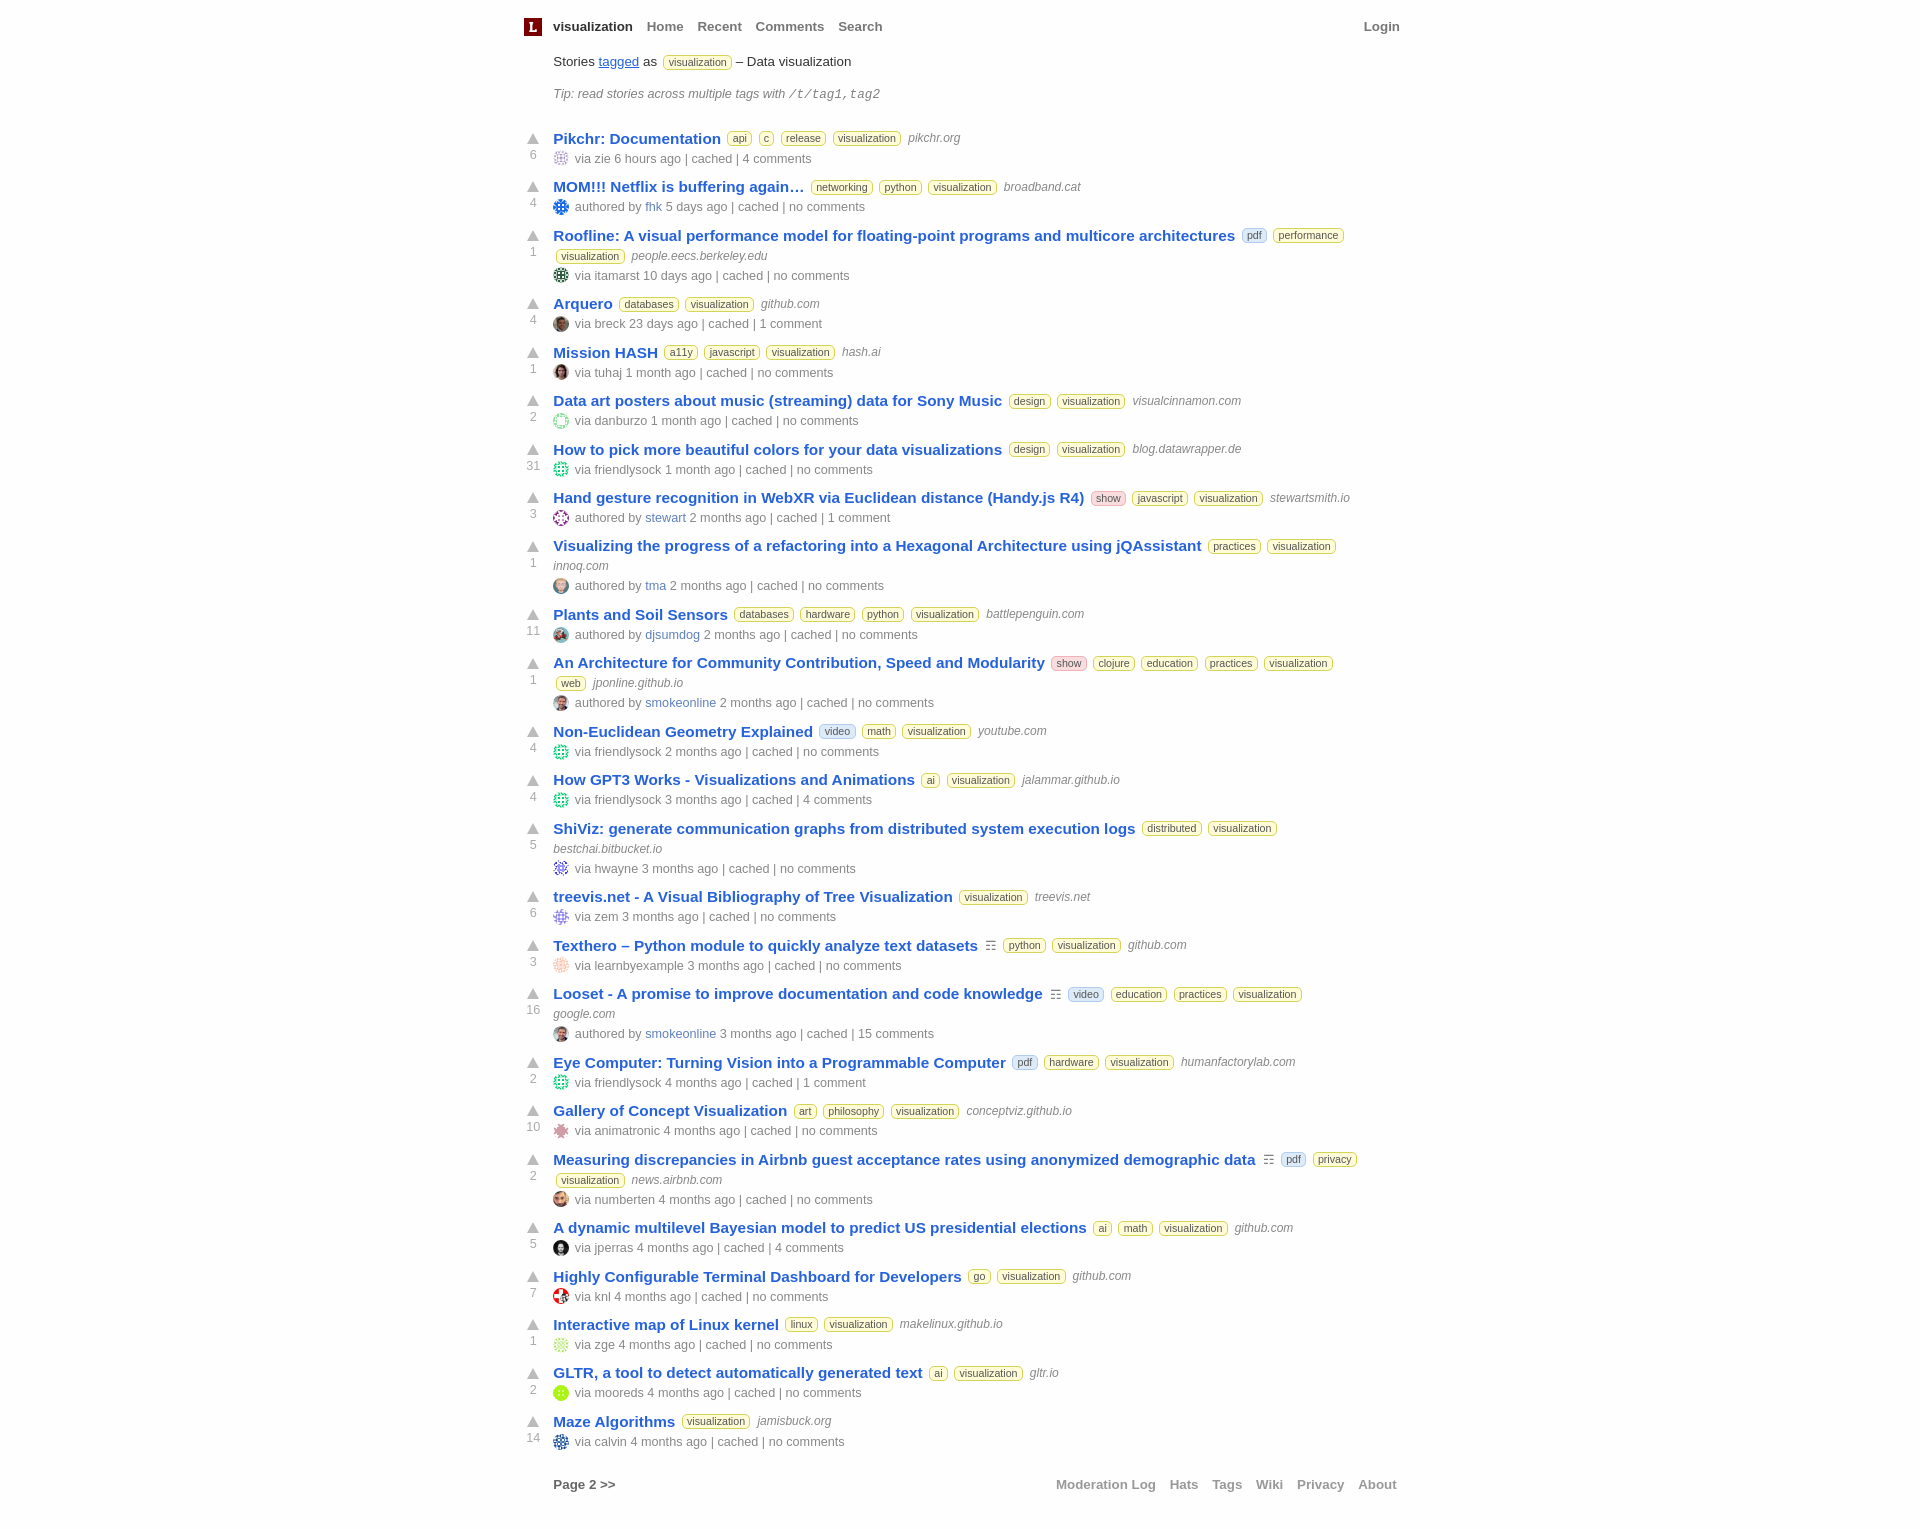 L visualization Home Recent Comments Search Login
Stories tagged as visualization – Data visualization
Tip: read stories across multiple tags with /t/tag1,tag2
Pikchr: Documentation api c release visualization pikchr.org
6 via zie 6 hours ago | cached | 4 comments
MOM!!! Netflix is buffering again… networking python visualization broadband.cat
4 authored by fhk 5 days ago | cached | no comments
Roofline: A visual performance model for floating-point programs and multicore architectures pdf performance
1 visualization people.eecs.berkeley.edu
via itamarst 10 days ago | cached | no comments
Arquero databases visualization github.com
4 via breck 23 days ago | cached | 1 comment
Mission HASH a11y javascript visualization hash.ai
1 via tuhaj 1 month ago | cached | no comments
Data art posters about music (streaming) data for Sony Music design visualization visualcinnamon.com
2 via danburzo 1 month ago | cached | no comments
How to pick more beautiful colors for your data visualizations design visualization blog.datawrapper.de
31 via friendlysock 1 month ago | cached | no comments
Hand gesture recognition in WebXR via Euclidean distance (Handy.js R4) show javascript visualization stewartsmith.io
3 authored by stewart 2 months ago | cached | 1 comment
Visualizing the progress of a refactoring into a Hexagonal Architecture using jQAssistant practices visualization
1 innoq.com
authored by tma 2 months ago | cached | no comments
Plants and Soil Sensors databases hardware python visualization battlepenguin.com
11 authored by djsumdog 2 months ago | cached | no comments
An Architecture for Community Contribution, Speed and Modularity show clojure education practices visualization
1 web jponline.github.io
authored by smokeonline 2 months ago | cached | no comments
Non-Euclidean Geometry Explained video math visualization youtube.com
4 via friendlysock 2 months ago | cached | no comments
How GPT3 Works - Visualizations and Animations ai visualization jalammar.github.io
4 via friendlysock 3 months ago | cached | 4 comments
ShiViz: generate communication graphs from distributed system execution logs distributed visualization
5 bestchai.bitbucket.io
via hwayne 3 months ago | cached | no comments
treevis.net - A Visual Bibliography of Tree Visualization visualization treevis.net
6 via zem 3 months ago | cached | no comments
Texthero – Python module to quickly analyze text datasets ☶ python visualization github.com
3 via learnbyexample 3 months ago | cached | no comments
Looset - A promise to improve documentation and code knowledge ☶ video education practices visualization
16 google.com
authored by smokeonline 3 months ago | cached | 15 comments
Eye Computer: Turning Vision into a Programmable Computer pdf hardware visualization humanfactorylab.com
2 via friendlysock 4 months ago | cached | 1 comment
Gallery of Concept Visualization art philosophy visualization conceptviz.github.io
10 via animatronic 4 months ago | cached | no comments
Measuring discrepancies in Airbnb guest acceptance rates using anonymized demographic data ☶ pdf privacy
2 visualization news.airbnb.com
via numberten 4 months ago | cached | no comments
A dynamic multilevel Bayesian model to predict US presidential elections ai math visualization github.com
5 via jperras 4 months ago | cached | 4 comments
Highly Configurable Terminal Dashboard for Developers go visualization github.com
7 via knl 4 months ago | cached | no comments
Interactive map of Linux kernel linux visualization makelinux.github.io
1 via zge 4 months ago | cached | no comments
GLTR, a tool to detect automatically generated text ai visualization gltr.io
2 via mooreds 4 months ago | cached | no comments
Maze Algorithms visualization jamisbuck.org
14 via calvin 4 months ago | cached | no comments
Page 2 >> Moderation Log Hats Tags Wiki Privacy About